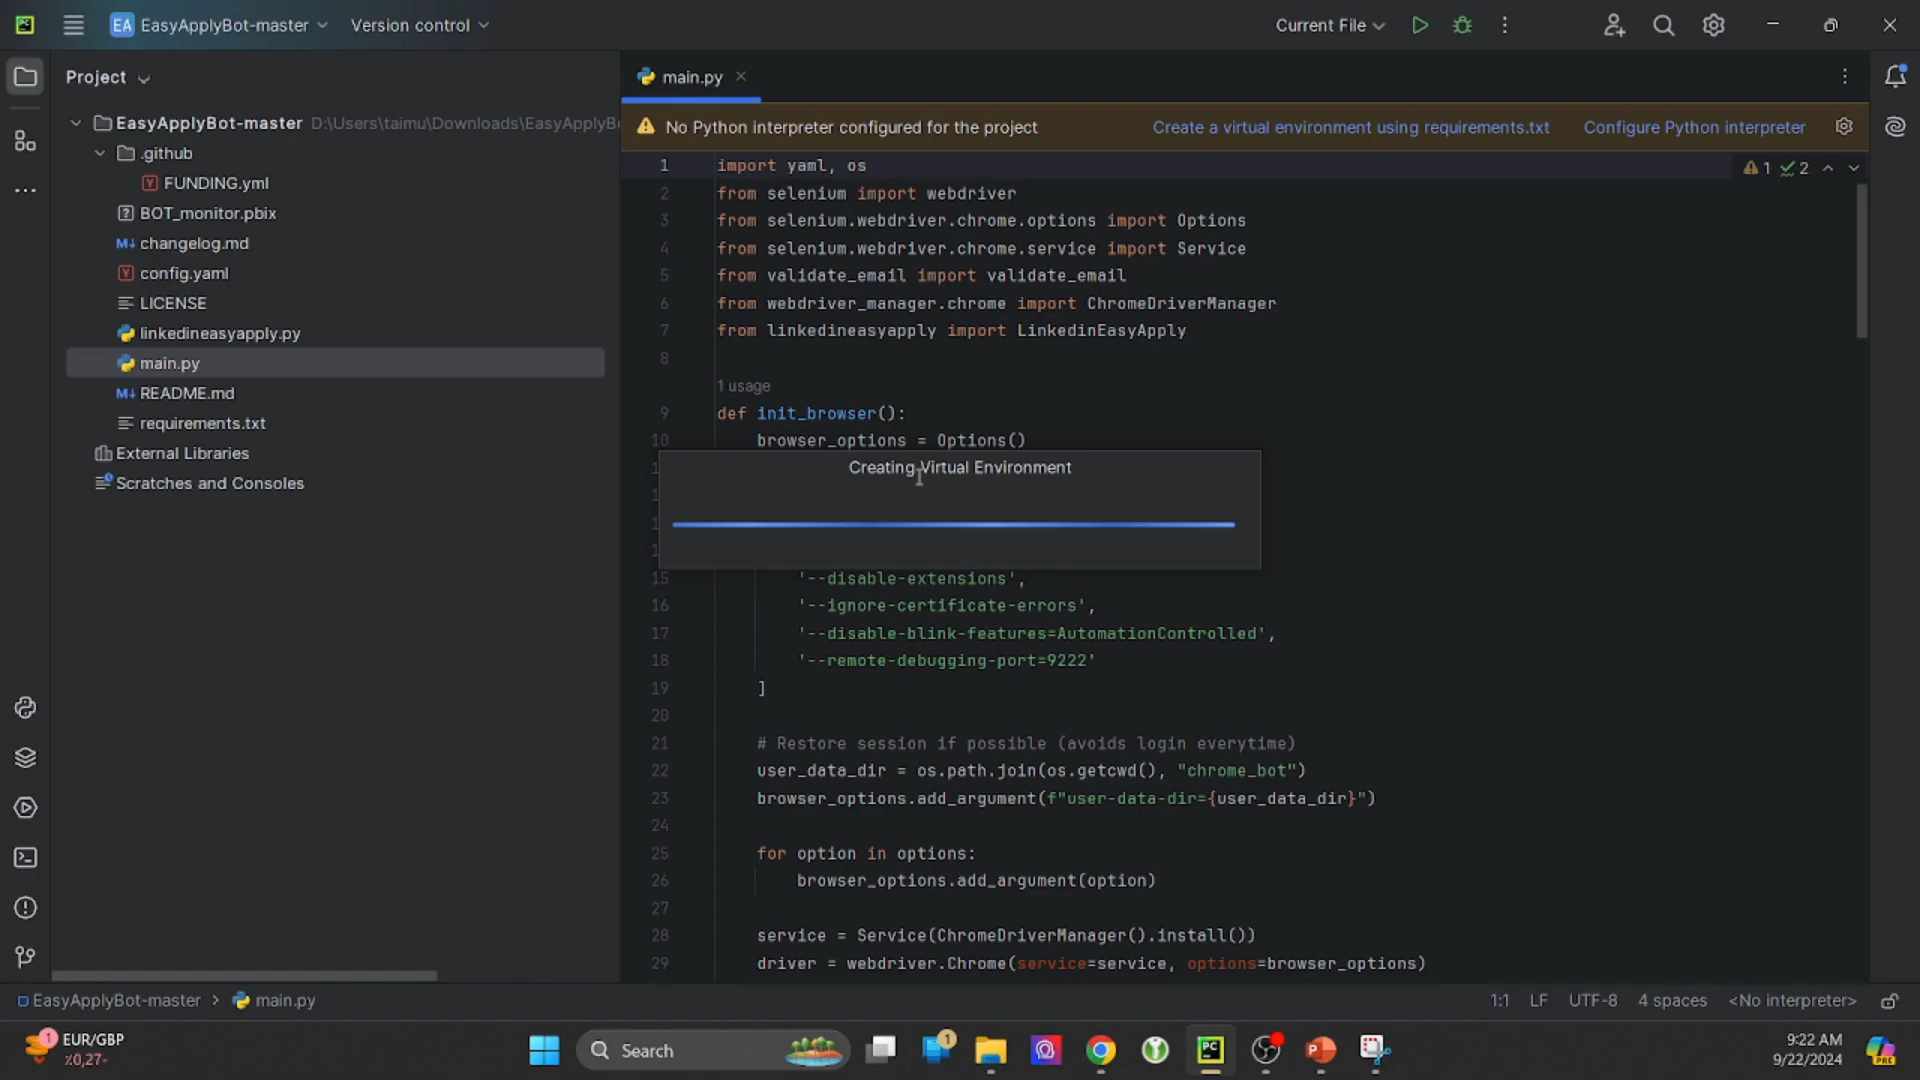 EA EasyApplyBot-master
Version control
Current File
Project
main.py
EasyApplyBot-master D:\Users\taimu\Downloads\EasyApplyB
.github
FUNDING.yml
BOT_monitor.pbix
changelog.md
config.yaml
LICENSE
linkedineasyapply.py
main.py
README.md
requirements.txt
External Libraries
Scratches and Consoles
No Python interpreter configured for the project
Create a virtual environment using requirements.txt
Configure Python interpreter
1 2
1 import yaml, os
2 from selenium import webdriver
3 from selenium.webdriver.chrome.options import Options
4 from selenium.webdriver.chrome.service import Service
5 from validate_email import validate_email
6 from webdriver_manager.chrome import ChromeDriverManager
7 from linkedineasyapply import LinkedinEasyApply
8
1 usage
9 def init_browser():
10 browser_options = Options()
Creating Virtual Environment
15 '--disable-extensions',
16 '--ignore-certificate-errors',
17 '--disable-blink-features=AutomationControlled',
18 '--remote-debugging-port=9222'
19 ]
20
21 # Restore session if possible (avoids login everytime)
22 user_data_dir = os.path.join(os.getcwd(), "chrome_bot")
23 browser_options.add_argument(f"user-data-dir={user_data_dir}")
24
25 for option in options:
26 browser_options.add_argument(option)
27
28 service = Service(ChromeDriverManager().install())
29 driver = webdriver.Chrome(service=service, options=browser_options)
EasyApplyBot-master > main.py
1:1 LF UTF-8 4 spaces <No interpreter>
1 EUR/GBP
٪0,27-
Search
1
PC
9:22 AM
9/22/2024
PRE